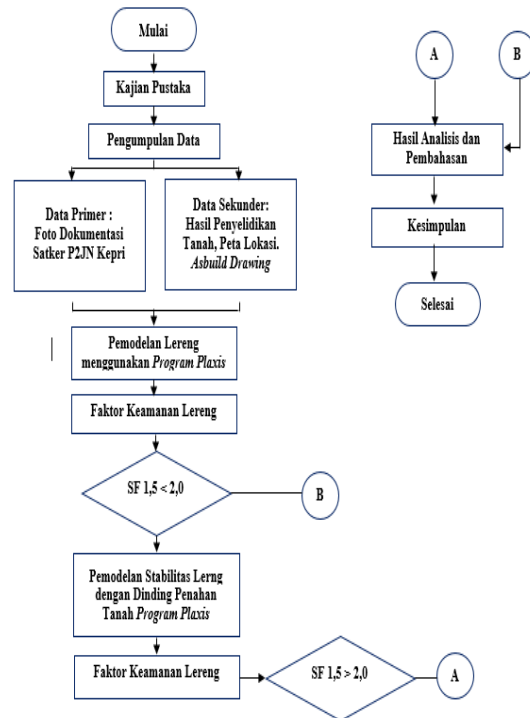 Mulai
Kajian Pustaka
Pengumpulan Data
Data Primer :
Foto Dokumentasi
Satker P2JN Kepri
Data Sekunder:
Hasil Penyelidikan
Tanah, Peta Lokasi.
Asbuild Drawing
Pemodelan Lereng
menggunakan Program Plaxis
Faktor Keamanan Lereng
SF 1,5 < 2,0
B
Pemodelan Stabilitas Lerng
dengan Dinding Penahan
Tanah Program Plaxis
Faktor Keamanan Lereng
SF 1,5 > 2,0
A
A
B
Hasil Analisis dan
Pembahasan
Kesimpulan
Selesai